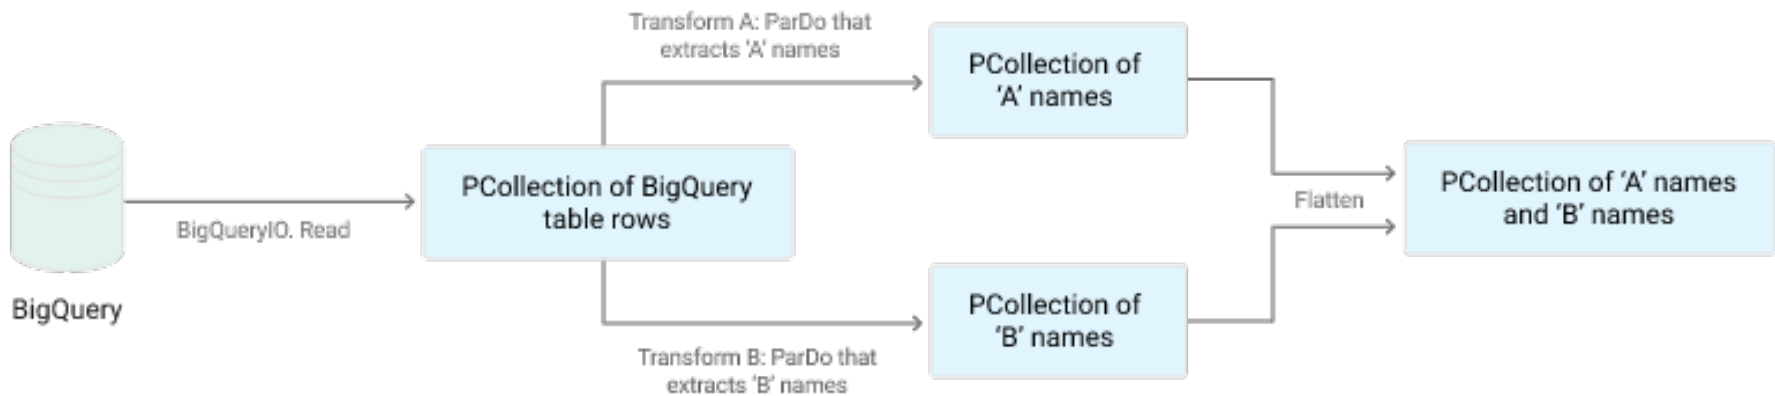 BigQuery
BigQueryIO. Read
PCollection of BigQuery
table rows
Transform A: ParDo that
extracts ‘A’ names
PCollection of
‘A’ names
Transform B: ParDo that
extracts ‘B’ names
PCollection of
‘B’ names
Flatten
PCollection of ‘A’ names
and ‘B’ names